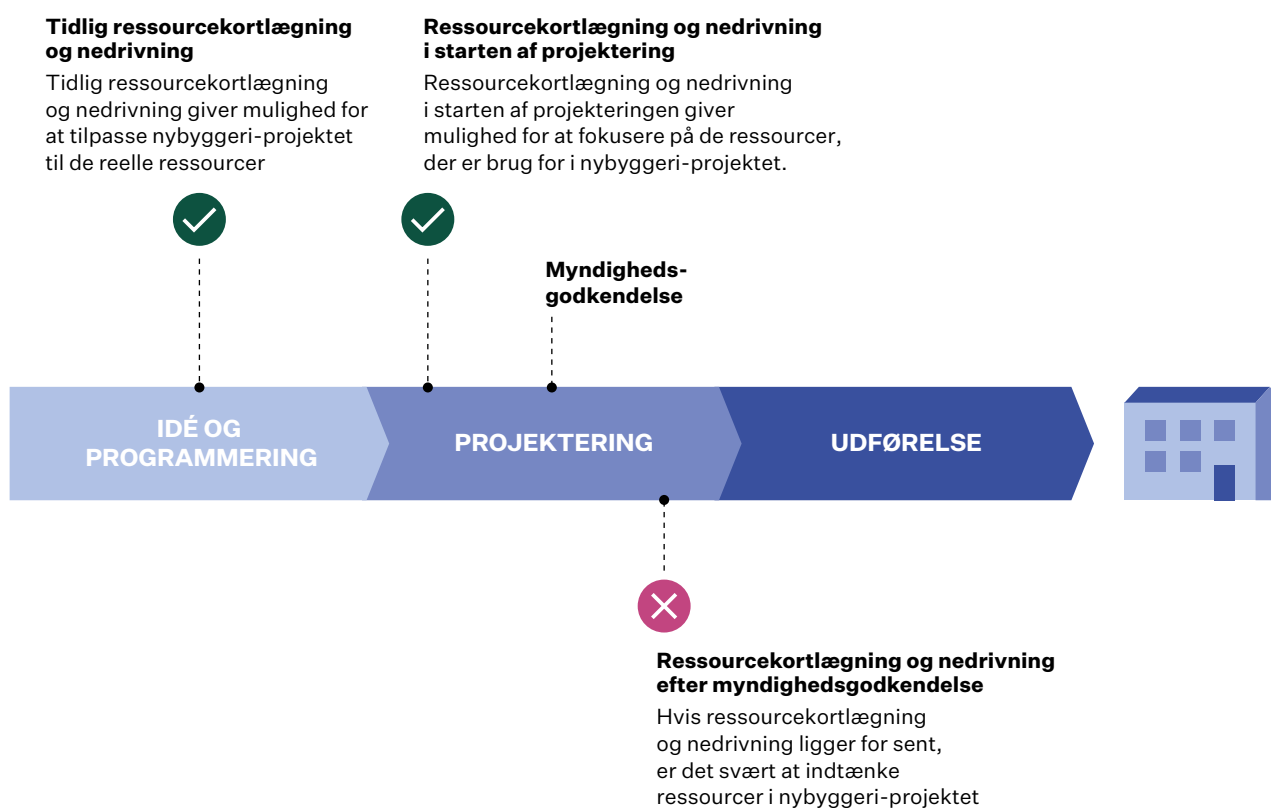 Tidlig ressourcekortlægning
og nedrivning
Tidlig ressourcekortlægning
og nedrivning giver mulighed for
at tilpasse nybyggeri-projektet
til de reelle ressourcer
Ressourcekortlægning og nedrivning
i starten af projektering
Ressourcekortlægning og nedrivning
i starten af projekteringen giver
mulighed for at fokusere på de ressourcer,
der er brug for i nybyggeri-projektet.
Myndigheds-
godkendelse
IDÉ OG
PROGRAMMERING
PROJEKTERING
UDFØRELSE
Ressourcekortlægning og nedrivning
efter myndighedsgodkendelse
Hvis ressourcekortlægning
og nedrivning ligger for sent,
er det svært at indtænke
ressourcer i nybyggeri-projektet